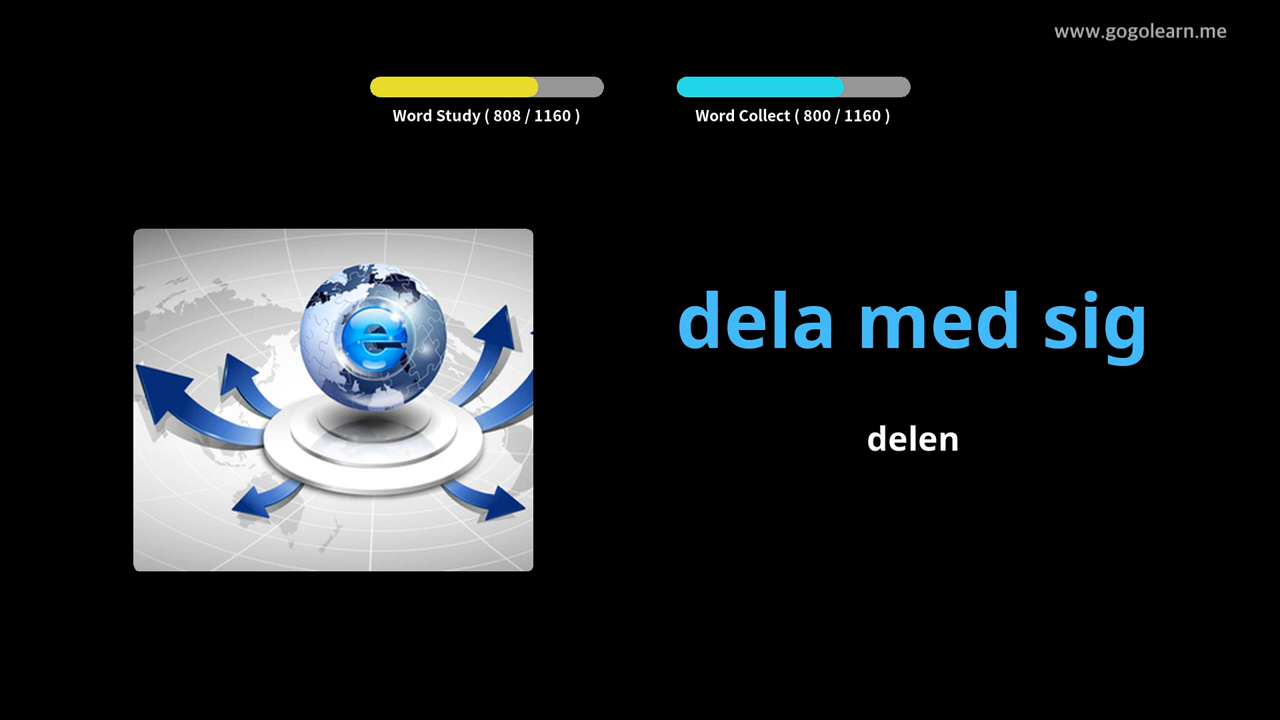 www.gogolearn.me
Word Study ( 808 / 1160 )
Word Collect ( 800 / 1160 )
e
dela med sig
delen